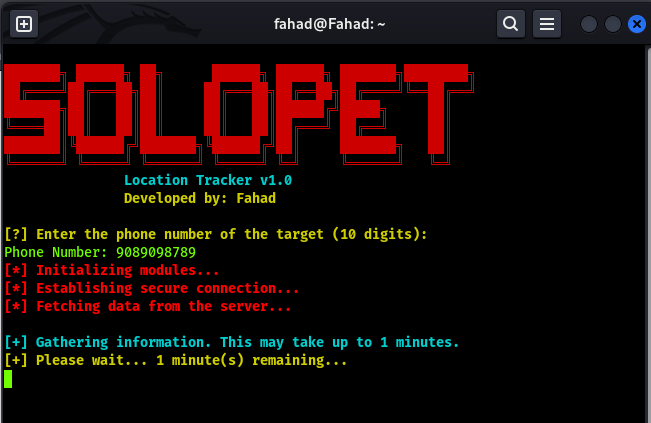 fahad@Fahad: ~
SOLOPET
Location Tracker v1.0
Developed by: Fahad
[?] Enter the phone number of the target (10 digits):
Phone Number: 9089098789
[*] Initializing modules...
[*] Establishing secure connection...
[*] Fetching data from the server...
[+] Gathering information. This may take up to 1 minutes.
[+] Please wait... 1 minute(s) remaining...